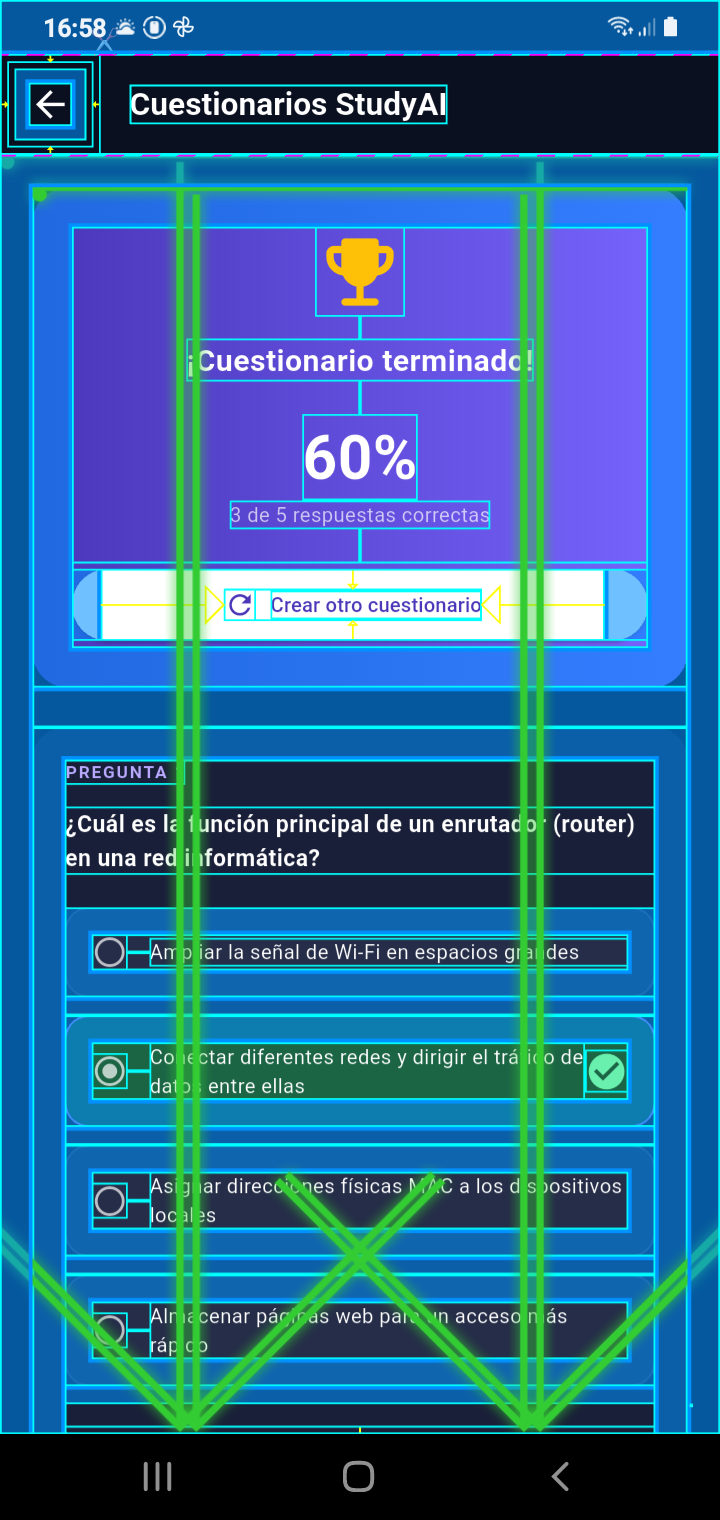 16:58
Cuestionarios StudyAI
¡Cuestionario terminado!
60%
3 de 5 respuestas correctas
Crear otro cuestionario
PREGUNTA
¿Cuál es la función principal de un enrutador (router)
en una red informática?
Ampliar la señal de Wi-Fi en espacios grandes
Conectar diferentes redes y dirigir el tráfico de
datos entre ellas
Asignar direcciones físicas MAC a los dispositivos
locales
Almacenar páginas web para un acceso más
rápido